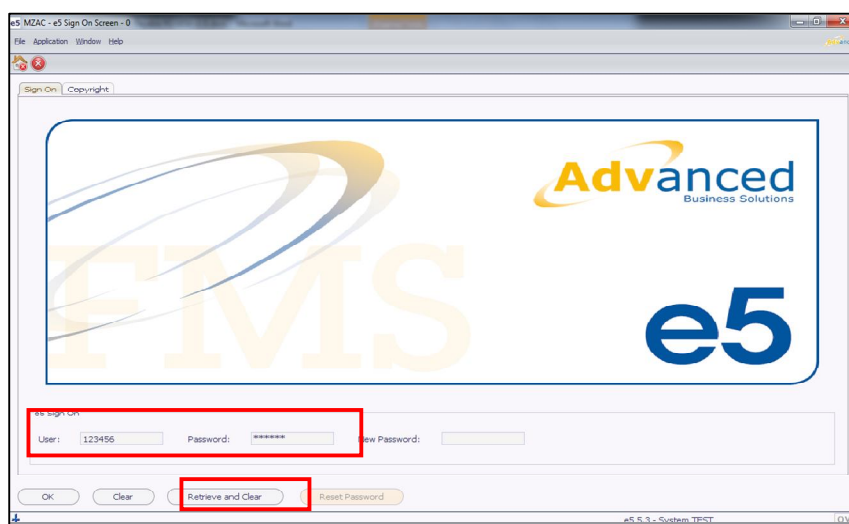 e5 MZAC - e5 Sign On Screen - 0
File Application Window Help
Sign On Copyright
FMS
Advanced
Business Solutions
e5
e5 Sign On
User: 123456 Password: ****** New Password:
OK Clear Retrieve and Clear Reset Password
e5.5.3 - System TEST